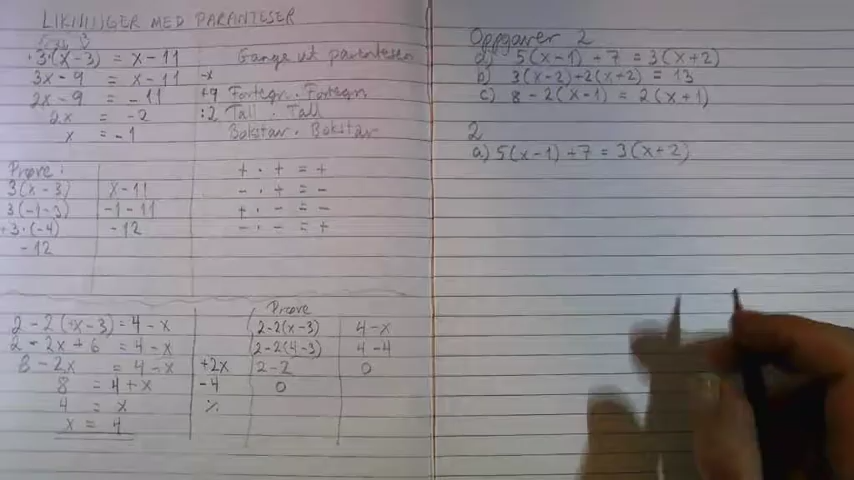 LIKNINGER MED PARANTESER
+3·(x-3) = x-11 Gange ut parentesen
3x-9 = x-11 -x
2x-9 = -11 +9 Fortegn · Fortegn
2x = -2 :2 Tall · Tall
x = -1 Bokstav · Bokstav
Prøve:
3(x-3) x-11
3(-1-3) -1-11
+3·(-4) -12
-12
+ · + = +
- · + = -
+ · - = -
- · - = +
2-2(+x-3) = 4-x
2-2x+6 = 4-x
8-2x = 4-x +2x
8 = 4+x -4
4 = x %
x = 4
Prøve
2-2(x-3) 4-x
2-2(4-3) 4-4
2-2 0
0
Oppgaver 2
a) 5(x-1)+7 = 3(x+2)
b) 3(x-2)+2(x+2) = 13
c) 8-2(x-1) = 2(x+1)
2
a) 5(x-1)+7 = 3(x+2)